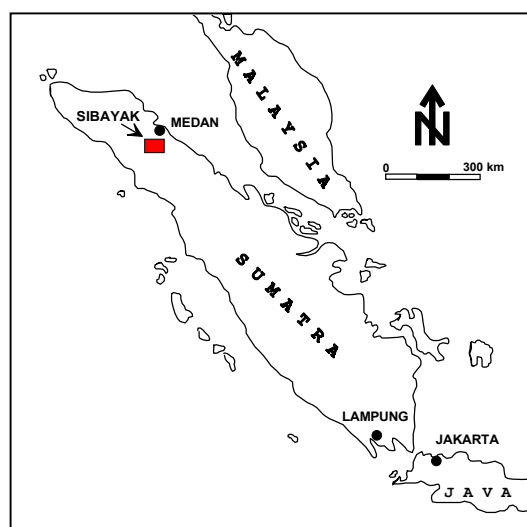 MALAYSIA
SIBAYAK
MEDAN
N
0 300 km
SUMATRA
LAMPUNG
JAKARTA
JAVA